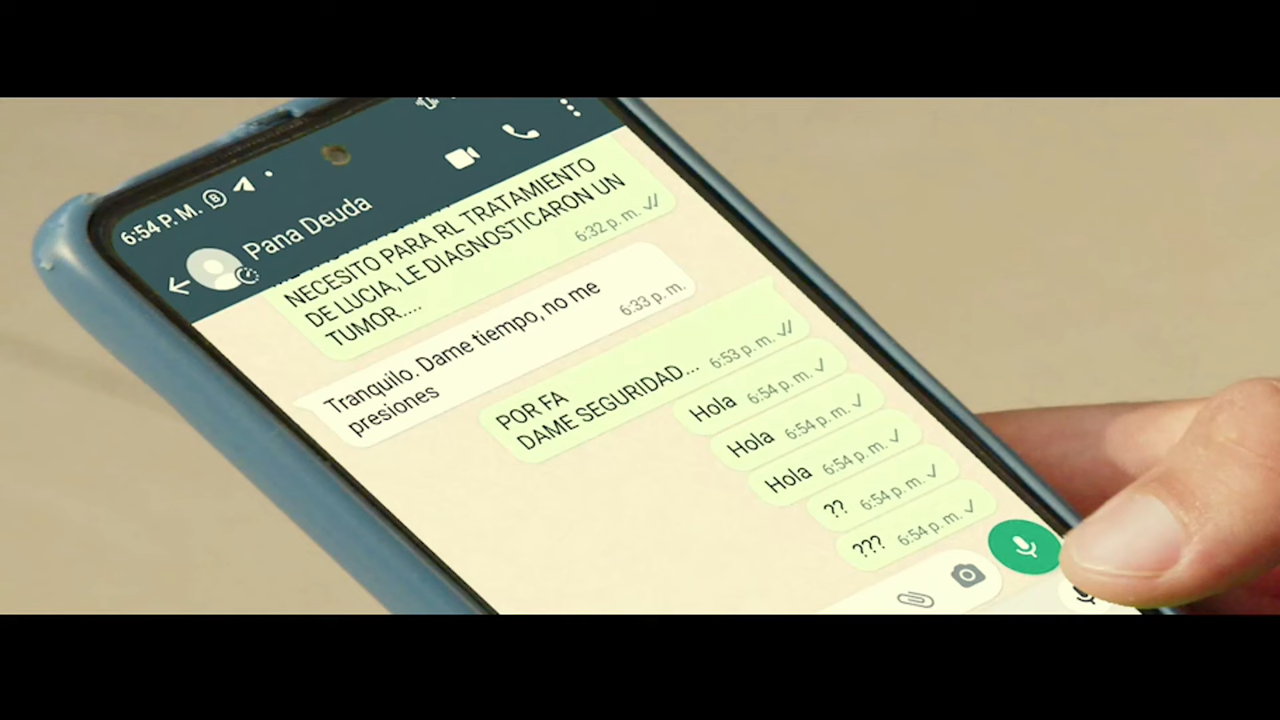 6:54 P. M.
Pana Deuda
NECESITO PARA RL TRATAMIENTO
DE LUCIA, LE DIAGNOSTICARON UN
TUMOR....
6:32 p. m.
Tranquilo. Dame tiempo, no me
presiones
6:33 p. m.
POR FA
DAME SEGURIDAD...
6:53 p. m.
Hola 6:54 p. m.
Hola 6:54 p. m.
Hola 6:54 p. m.
?? 6:54 p. m.
??? 6:54 p. m.